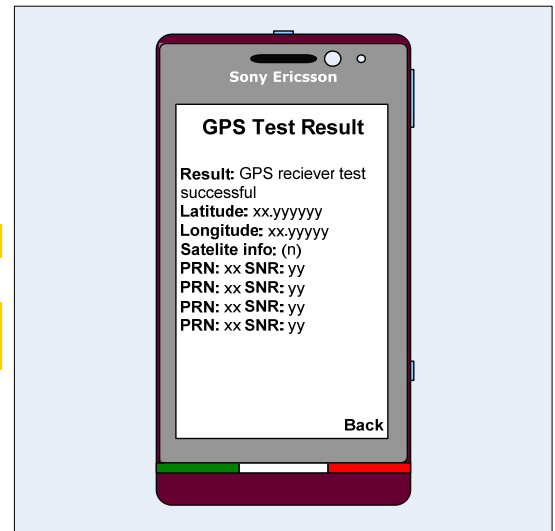 Sony Ericsson
GPS Test Result
Result: GPS reciever test
successful
Latitude: xx.yyyyyy
Longitude: xx.yyyyy
Satelite info: (n)
PRN: xx SNR: yy
PRN: xx SNR: yy
PRN: xx SNR: yy
PRN: xx SNR: yy
Back